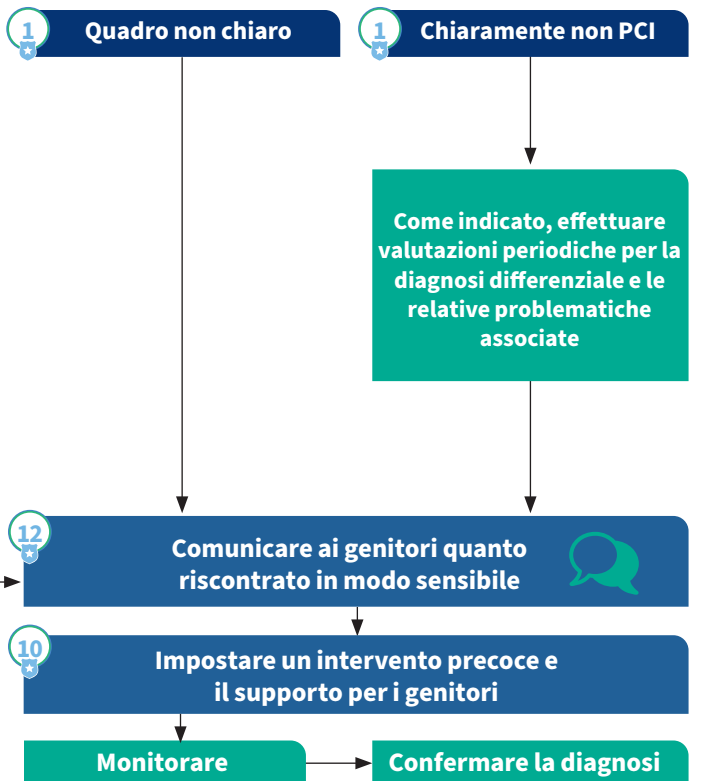 1
Quadro non chiaro
1
Chiaramente non PCI
Come indicato, effettuare
valutazioni periodiche per la
diagnosi differenziale e le
relative problematiche
associate
12
Comunicare ai genitori quanto
riscontrato in modo sensibile
10
Impostare un intervento precoce e
il supporto per i genitori
Monitorare
Confermare la diagnosi